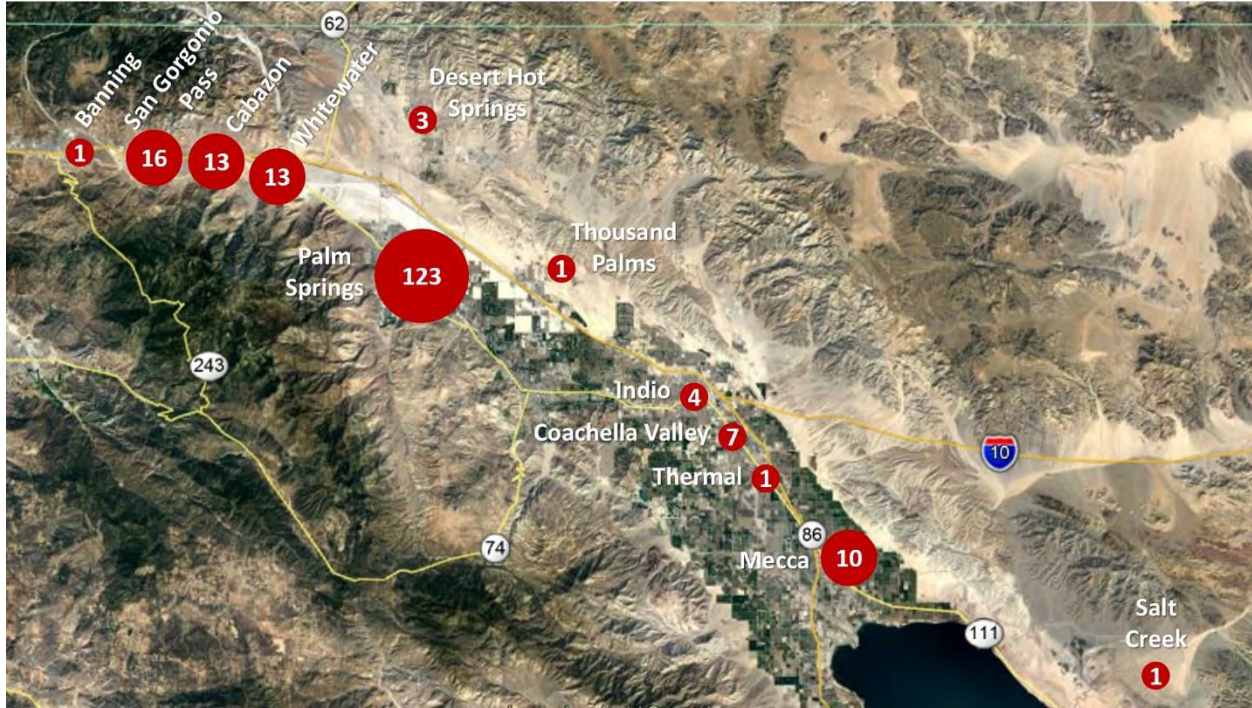 62
Banning
San Gorgonio
Pass
Cabazon
Whitewater
Desert Hot
Springs
3
1
16
13
13
Palm
Springs
123
Thousand
Palms
1
243
Indio
4
Coachella Valley
7
10
Thermal
1
74
86
Mecca
10
111
Salt
Creek
1